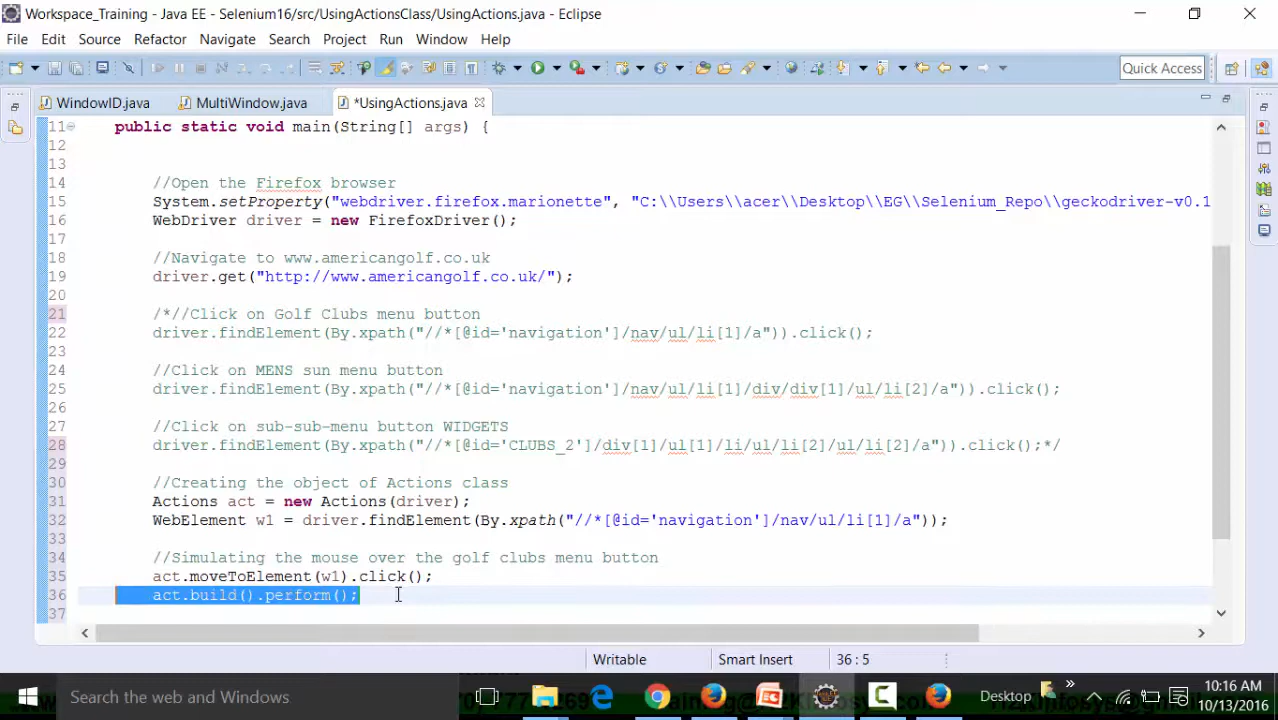 Workspace_Training - Java EE - Selenium16/src/UsingActionsClass/UsingActions.java - Eclipse
File Edit Source Refactor Navigate Search Project Run Window Help
Quick Access
WindowID.java MultiWindow.java *UsingActions.java
11 public static void main(String[] args) {
12
13
14 //Open the Firefox browser
15 System.setProperty("webdriver.firefox.marionette", "C:\\Users\\acer\\Desktop\\EG\\Selenium_Repo\\geckodriver-v0.1
16 WebDriver driver = new FirefoxDriver();
17
18 //Navigate to www.americangolf.co.uk
19 driver.get("http://www.americangolf.co.uk/");
20
21 /*//Click on Golf Clubs menu button
22 driver.findElement(By.xpath("//*[@id='navigation']/nav/ul/li[1]/a")).click();
23
24 //Click on MENS sun menu button
25 driver.findElement(By.xpath("//*[@id='navigation']/nav/ul/li[1]/div/div[1]/ul/li[2]/a")).click();
26
27 //Click on sub-sub-menu button WIDGETS
28 driver.findElement(By.xpath("//*[@id='CLUBS_2']/div[1]/ul[1]/li/ul/li[2]/ul/li[2]/a")).click();*/
29
30 //Creating the object of Actions class
31 Actions act = new Actions(driver);
32 WebElement w1 = driver.findElement(By.xpath("//*[@id='navigation']/nav/ul/li[1]/a"));
33
34 //Simulating the mouse over the golf clubs menu button
35 act.moveToElement(w1).click();
36 act.build().perform();
37
Writable Smart Insert 36 : 5
Search the web and Windows
Desktop
10:16 AM
10/13/2016